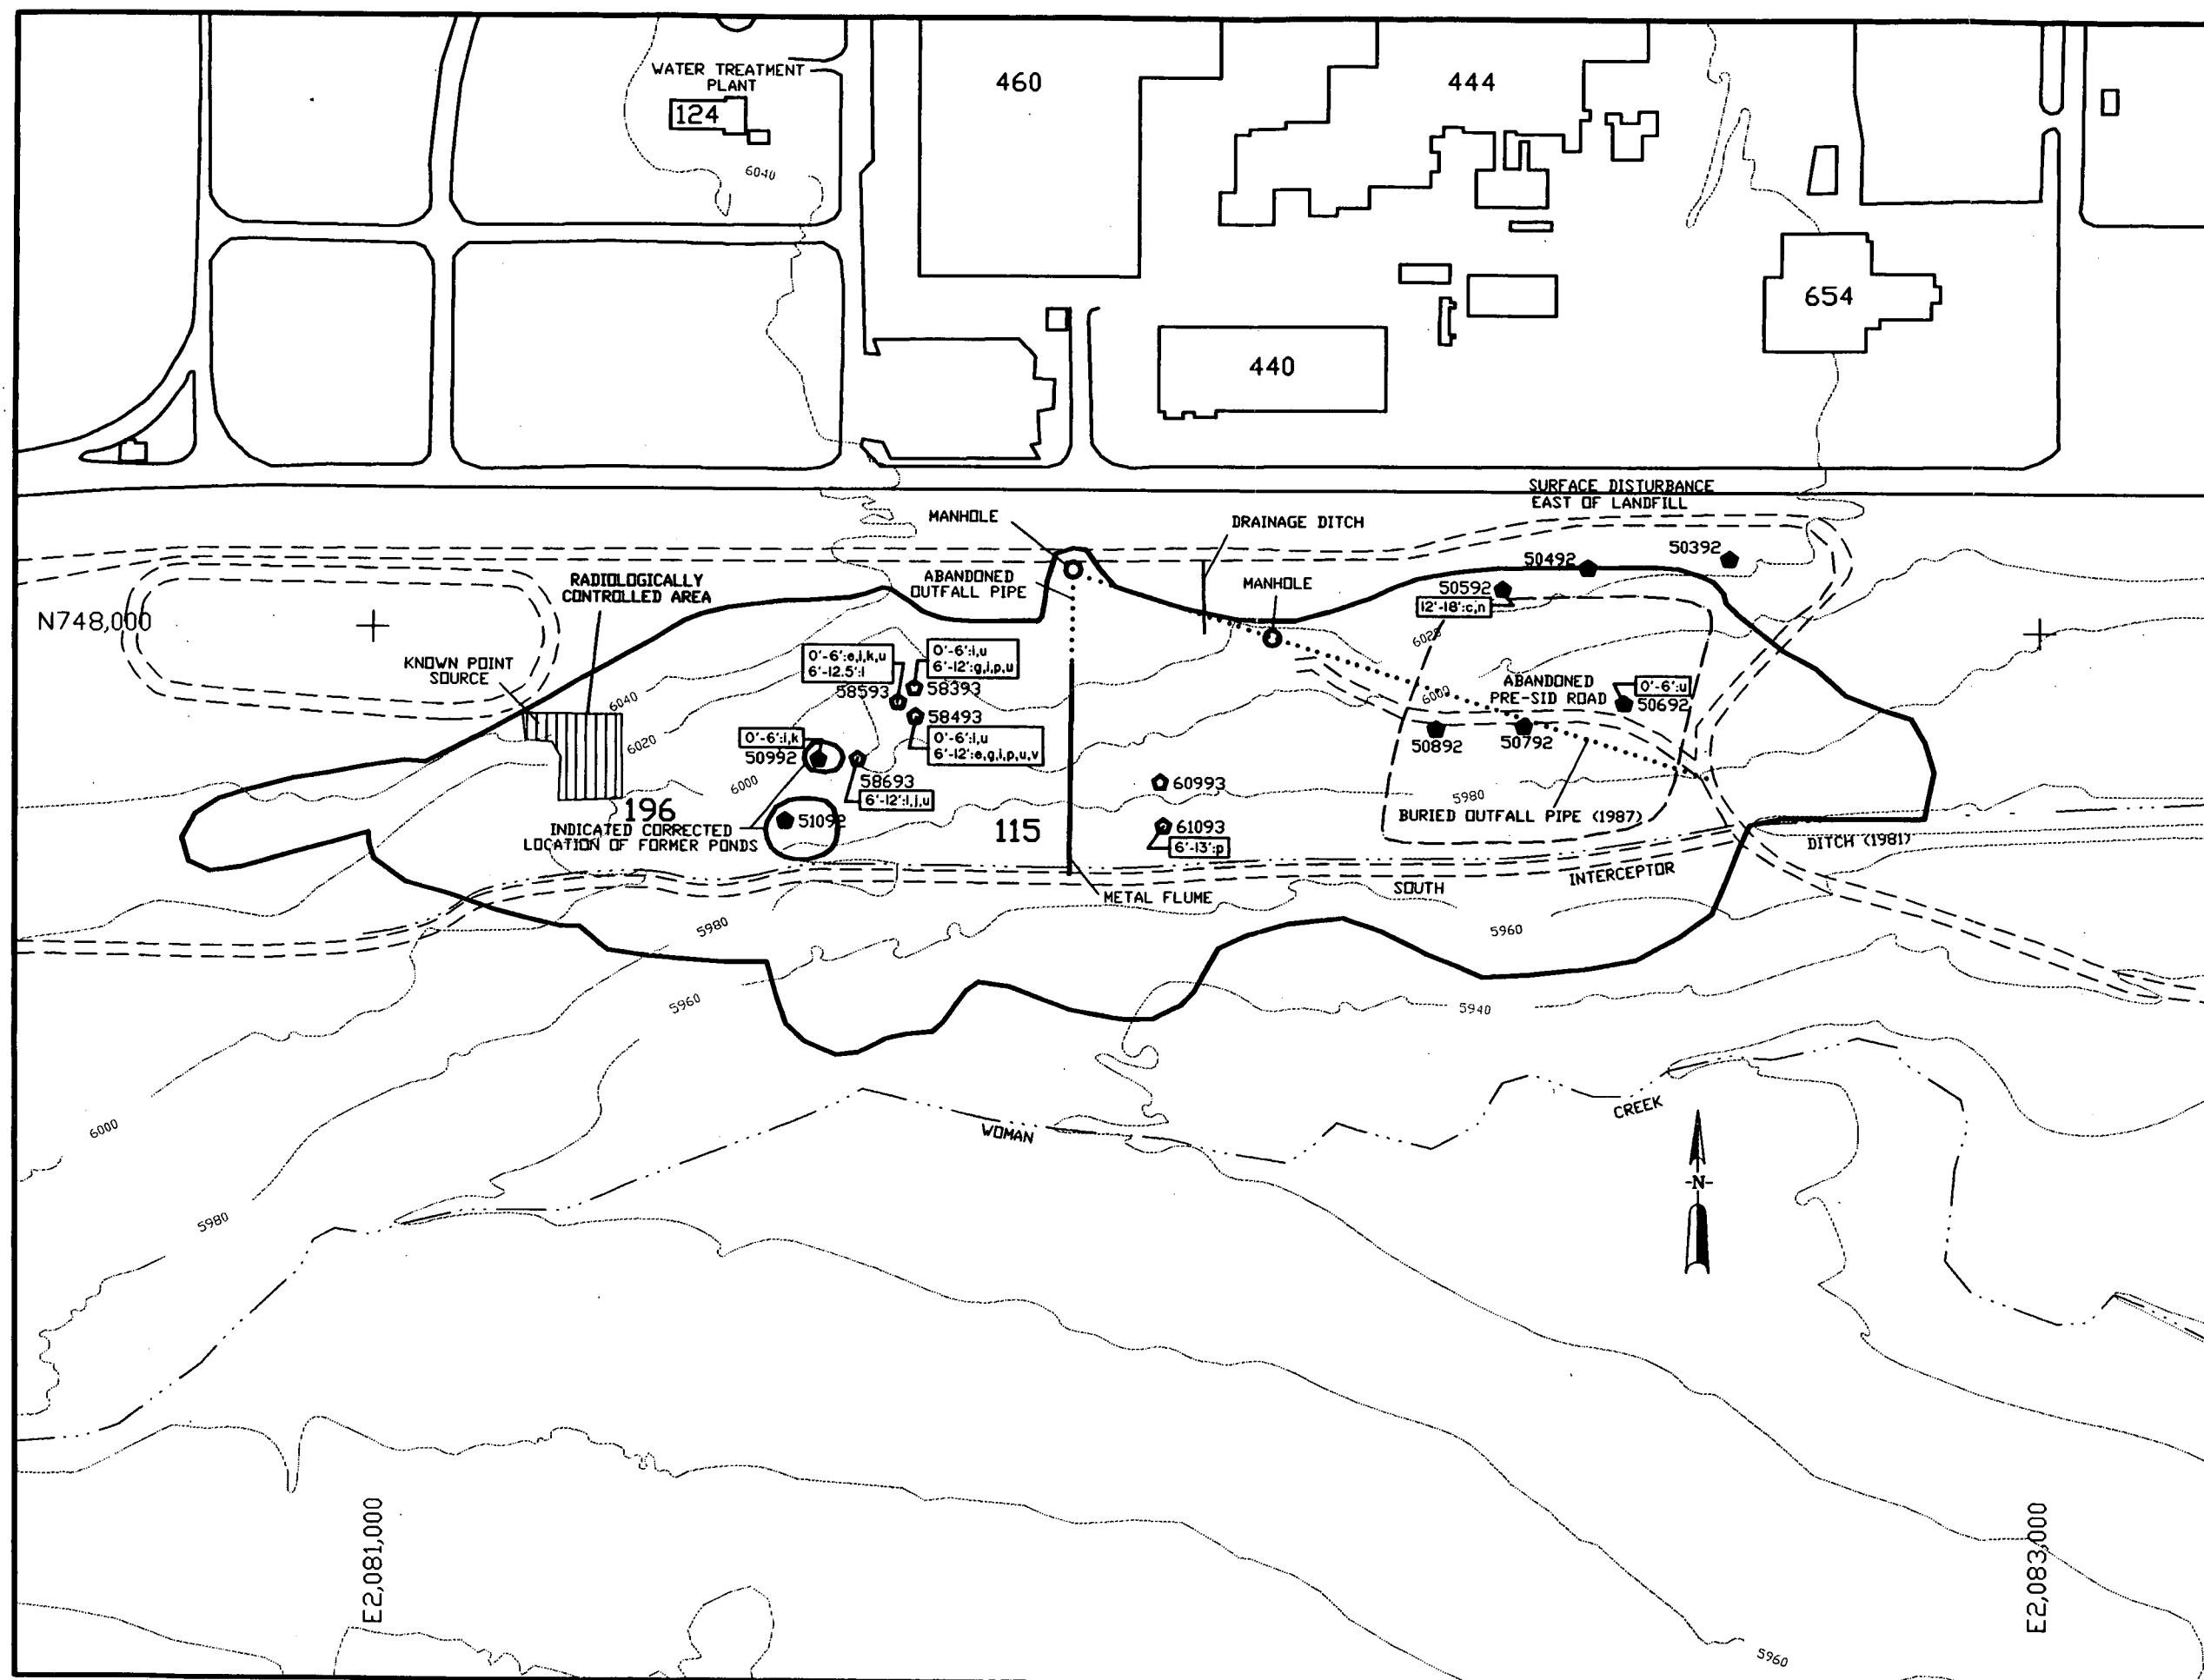 WATER TREATMENT
PLANT
124
460
444
6040
654
440
SURFACE DISTURBANCE
EAST OF LANDFILL
MANHOLE
DRAINAGE DITCH
50492
50392
RADIOLOGICALLY
CONTROLLED AREA
ABANDONED
OUTFALL PIPE
MANHOLE
50592
12'-18':c,n
N748,000
6020
KNOWN POINT
SOURCE
0'-6':e,i,k,u
6'-12.5':i
58593
0'-6':i,u
6'-12':g,i,p,u
58393
ABANDONED
PRE-SID ROAD
0'-6':u
50692
6040
6000
58493
0'-6':i,u
6'-12':e,g,i,p,u,v
6020
0'-6':i,k
50992
50892
50792
6000
58693
6'-12':i,j,u
60993
5980
196
INDICATED CORRECTED
LOCATION OF FORMER PONDS
51092
115
61093
6'-13':p
BURIED OUTFALL PIPE (1987)
DITCH (1981)
INTERCEPTOR
SOUTH
METAL FLUME
5980
5960
5960
5940
CREEK
WOMAN
6000
-N-
5980
E2,081,000
E2,083,000
5960